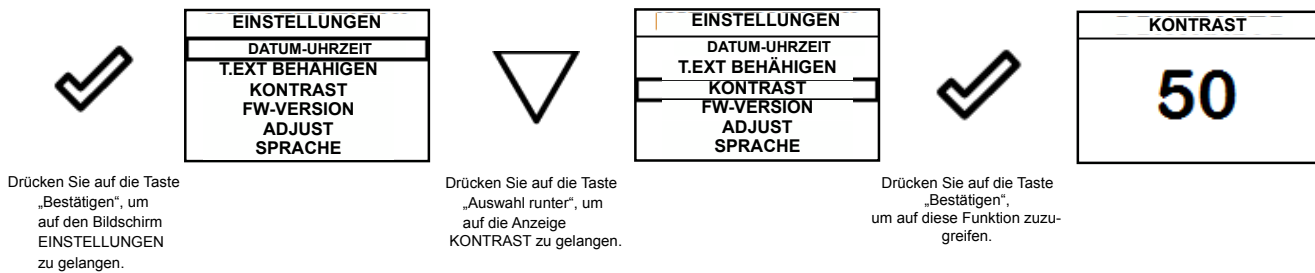 EINSTELLUNGEN
DATUM-UHRZEIT
T.EXT BEHAHIGEN
KONTRAST
FW-VERSION
ADJUST
SPRACHE
Drücken Sie auf die Taste
„Bestätigen“, um
auf den Bildschirm
EINSTELLUNGEN
zu gelangen.
EINSTELLUNGEN
DATUM-UHRZEIT
T.EXT BEHÄHIGEN
KONTRAST
FW-VERSION
ADJUST
SPRACHE
Drücken Sie auf die Taste
„Auswahl runter“, um
auf die Anzeige
KONTRAST zu gelangen.
Drücken Sie auf die Taste
„Bestätigen“,
um auf diese Funktion zuzu-
greifen.
KONTRAST
50